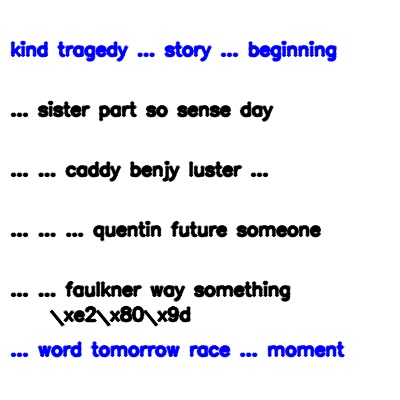 kind tragedy ... story ... beginning
... sister part so sense day
... ... caddy benjy luster ...
... ... ... quentin future someone
... ... faulkner way something
\xe2\x80\x9d
... word tomorrow race ... moment